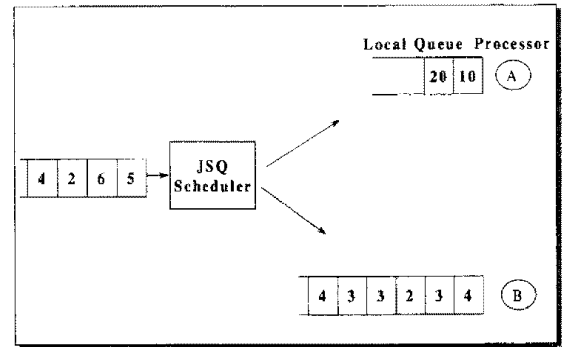 Local Queue Processor
20 10 A
4 2 6 5
JSQ
Scheduler
4 3 3 2 3 4 B